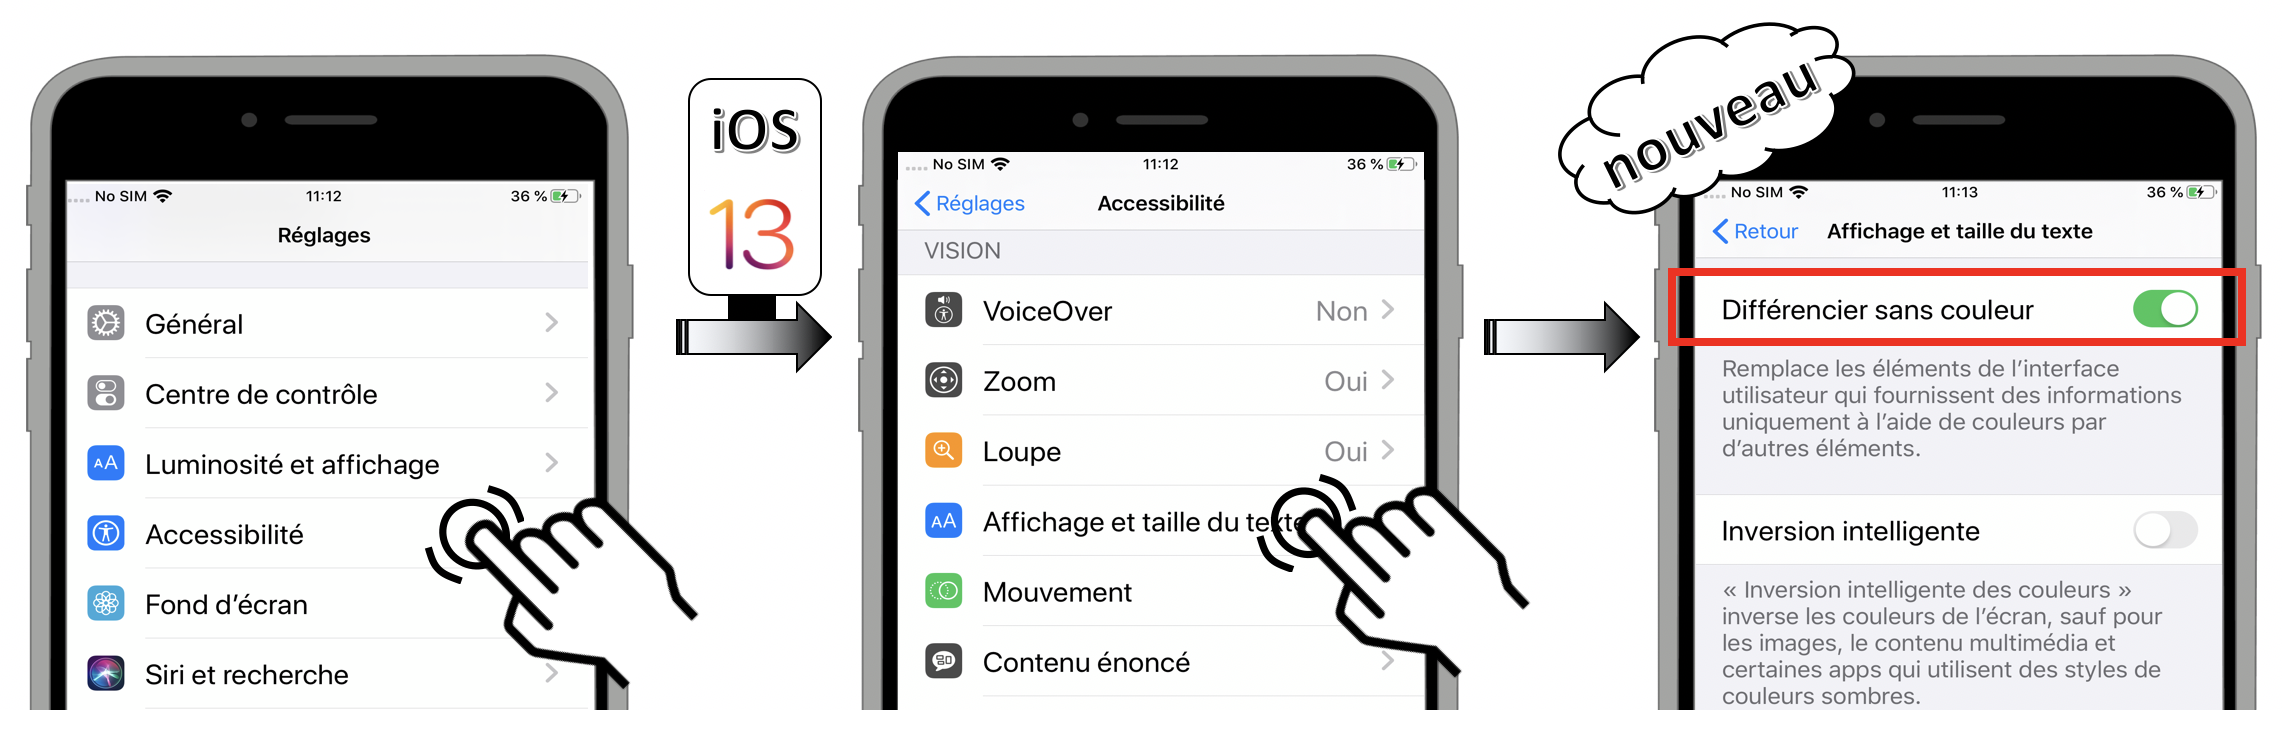 No SIM 11:12 36 %
Réglages
Général
Centre de contrôle
AA Luminosité et affichage
Accessibilité
Fond d’écran
Siri et recherche
iOS
13
No SIM 11:12 36 %
Réglages Accessibilité
VISION
VoiceOver Non
Zoom Oui
Loupe Oui
AA Affichage et taille du texte
Mouvement
Contenu énoncé
nouveau
No SIM 11:13 36 %
Retour Affichage et taille du texte
Différencier sans couleur
Remplace les éléments de l’interface
utilisateur qui fournissent des informations
uniquement à l’aide de couleurs par
d’autres éléments.
Inversion intelligente
« Inversion intelligente des couleurs »
inverse les couleurs de l’écran, sauf pour
les images, le contenu multimédia et
certaines apps qui utilisent des styles de
couleurs sombres.